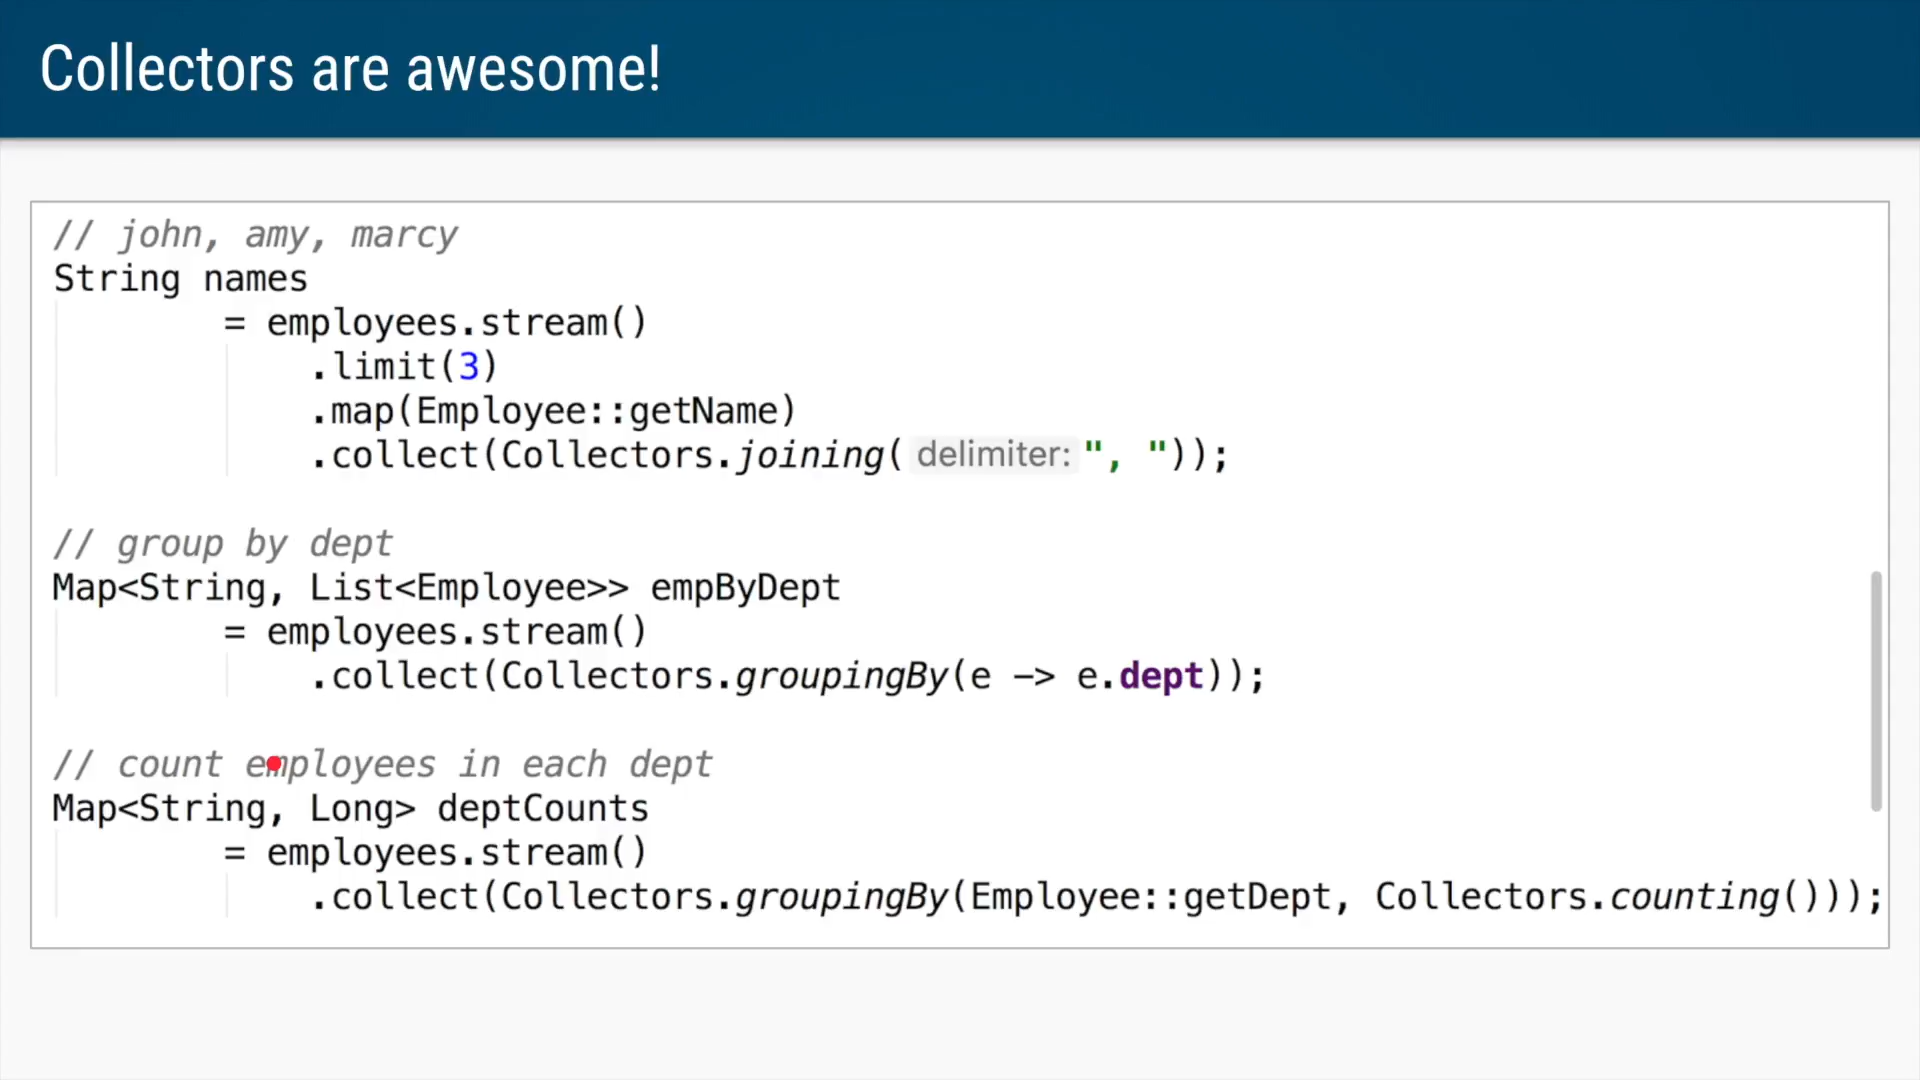 Collectors are awesome!
// john, amy, marcy
String names
= employees.stream()
.limit(3)
.map(Employee::getName)
.collect(Collectors.joining( delimiter: ", "));
// group by dept
Map<String, List<Employee>> empByDept
= employees.stream()
.collect(Collectors.groupingBy(e -> e.dept));
// count employees in each dept
Map<String, Long> deptCounts
= employees.stream()
.collect(Collectors.groupingBy(Employee::getDept, Collectors.counting()));